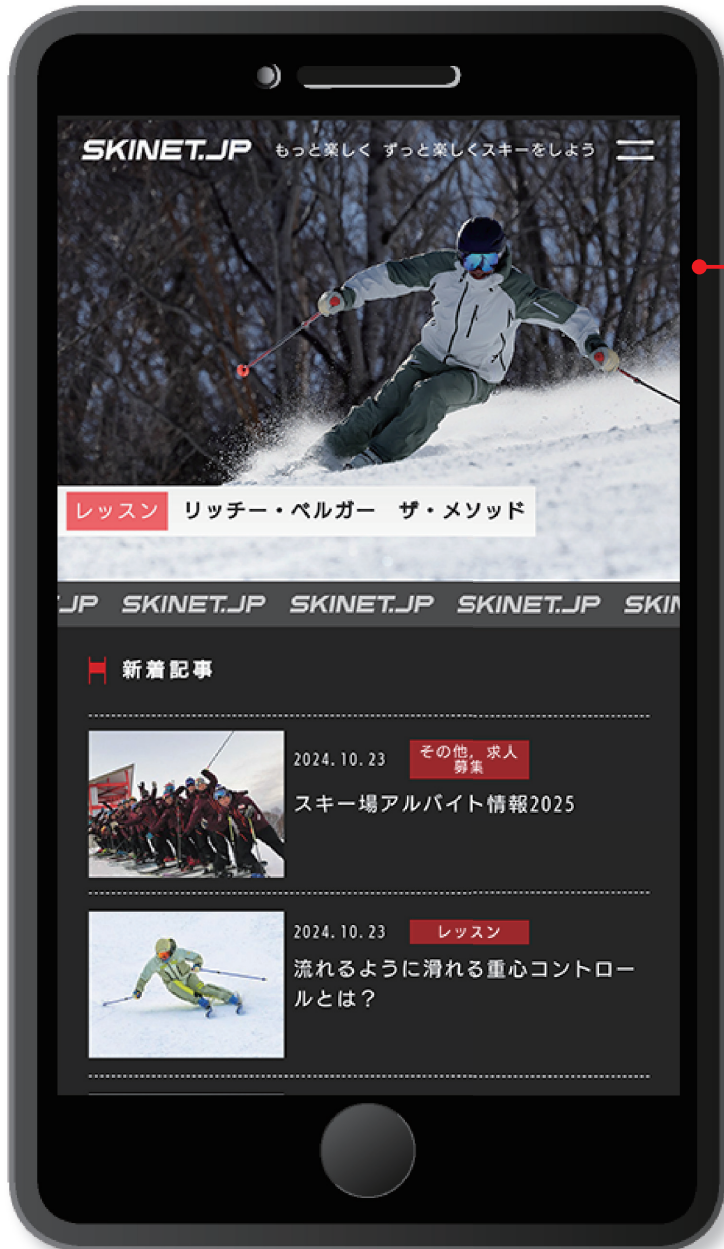 SKINET.JP もっと楽しく ずっと楽しくスキーをしよう
レッスン リッチー・ベルガー ザ・メソッド
.JP SKINET.JP SKINET.JP SKINET.JP SKIN
新着記事
2024.10.23 その他, 求人
募集
スキー場アルバイト情報2025
2024.10.23 レッスン
流れるように滑れる重心コントロー
ルとは？